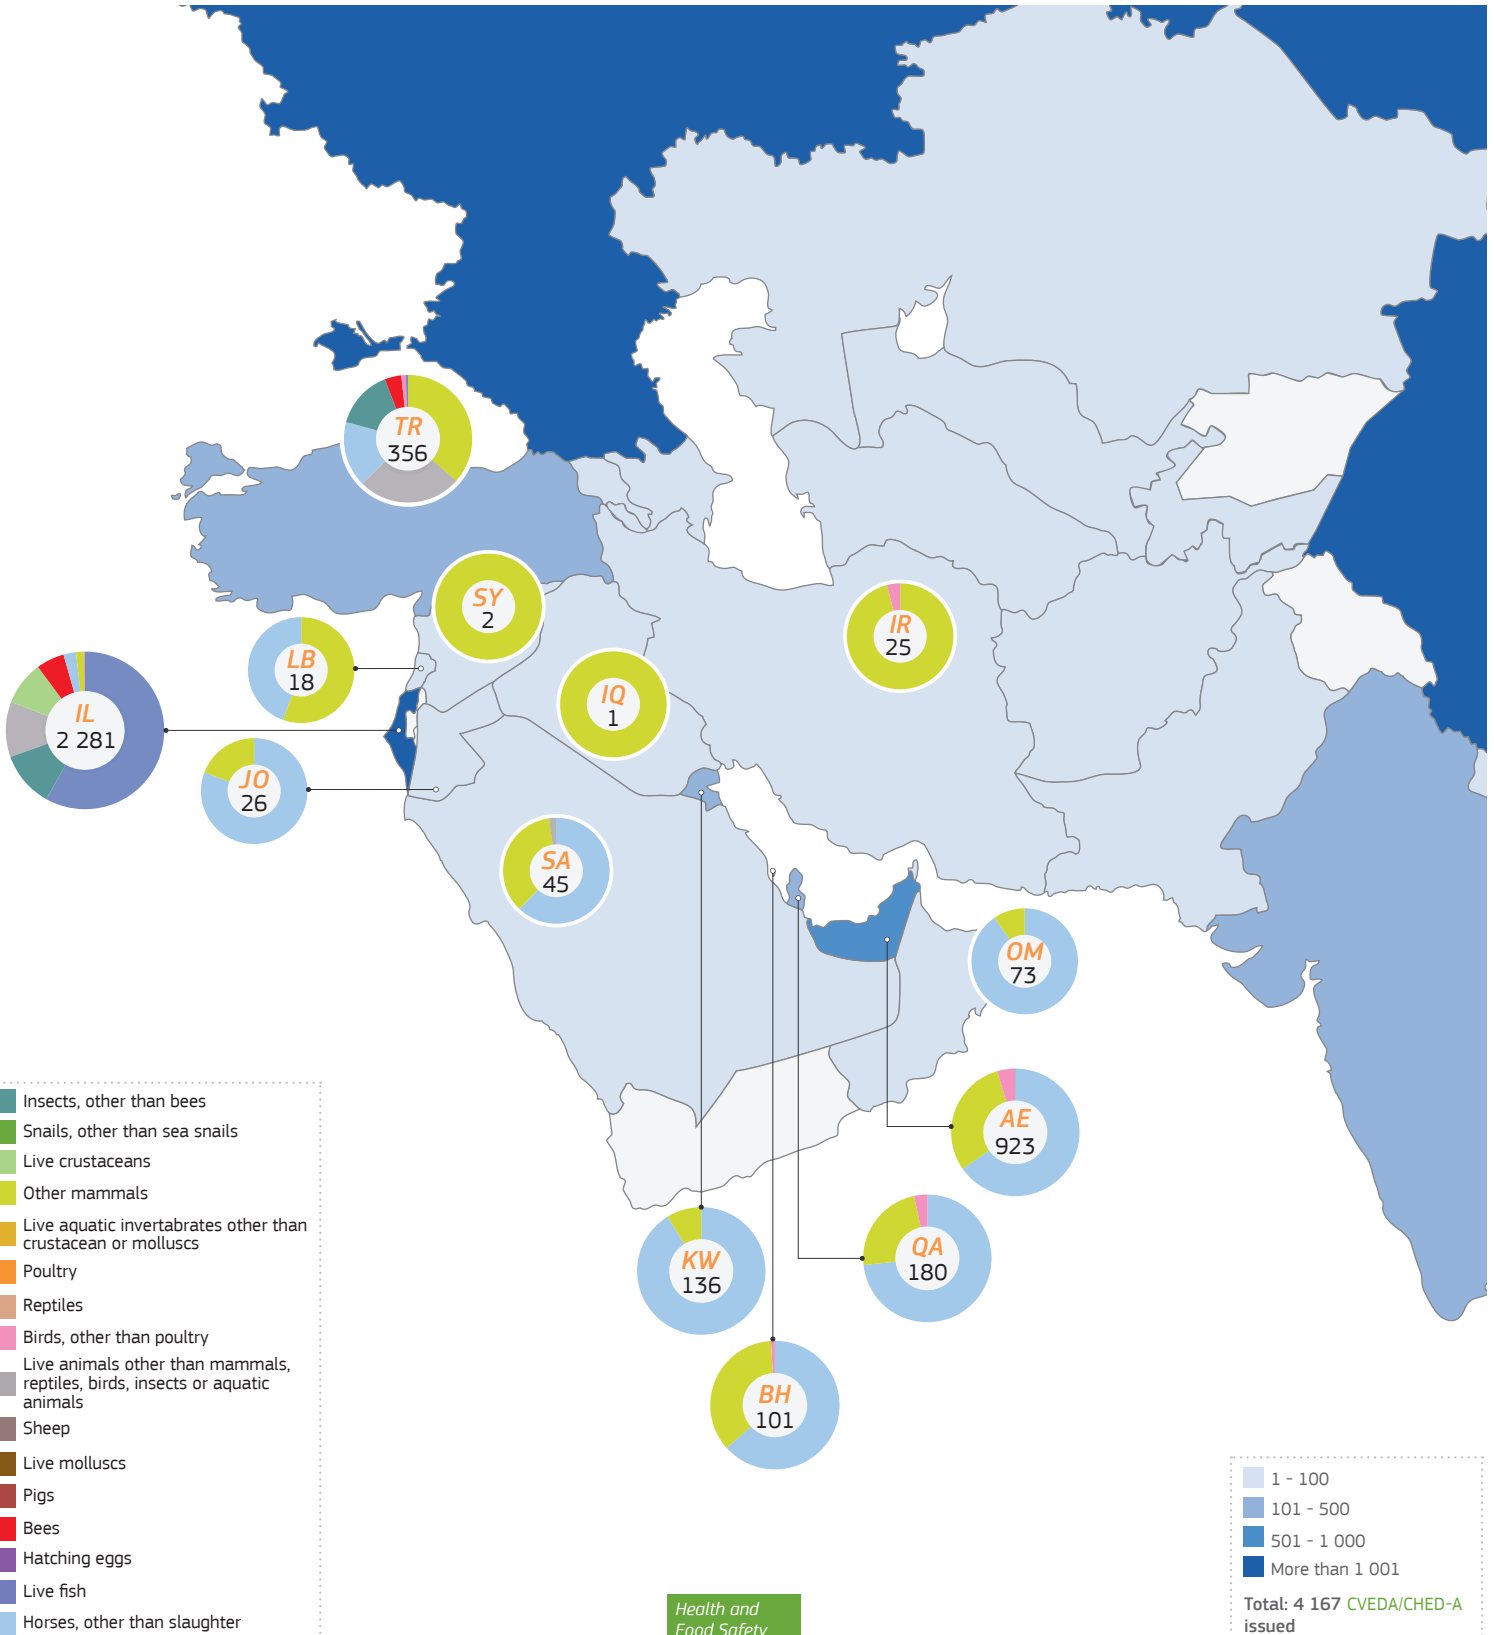 TR
356
SY
2
IR
25
LB
18
IQ
1
IL
2 281
JO
26
SA
45
OM
73
AE
923
QA
180
KW
136
BH
101
Insects, other than bees
Snails, other than sea snails
Live crustaceans
Other mammals
Live aquatic invertabrates other than
crustacean or molluscs
Poultry
Reptiles
Birds, other than poultry
Live animals other than mammals,
reptiles, birds, insects or aquatic
animals
Sheep
Live molluscs
Pigs
Bees
Hatching eggs
Live fish
Horses, other than slaughter
1 - 100
101 - 500
501 - 1 000
More than 1 001
Total: 4 167 CVEDA/CHED-A
issued
Health and
Food Safety